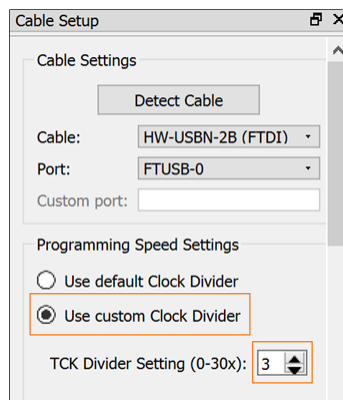 Cable Setup
Cable Settings
Detect Cable
Cable: HW-USBN-2B (FTDI)
Port: FTUSB-0
Custom port:
Programming Speed Settings
Use default Clock Divider
Use custom Clock Divider
TCK Divider Setting (0-30x): 3